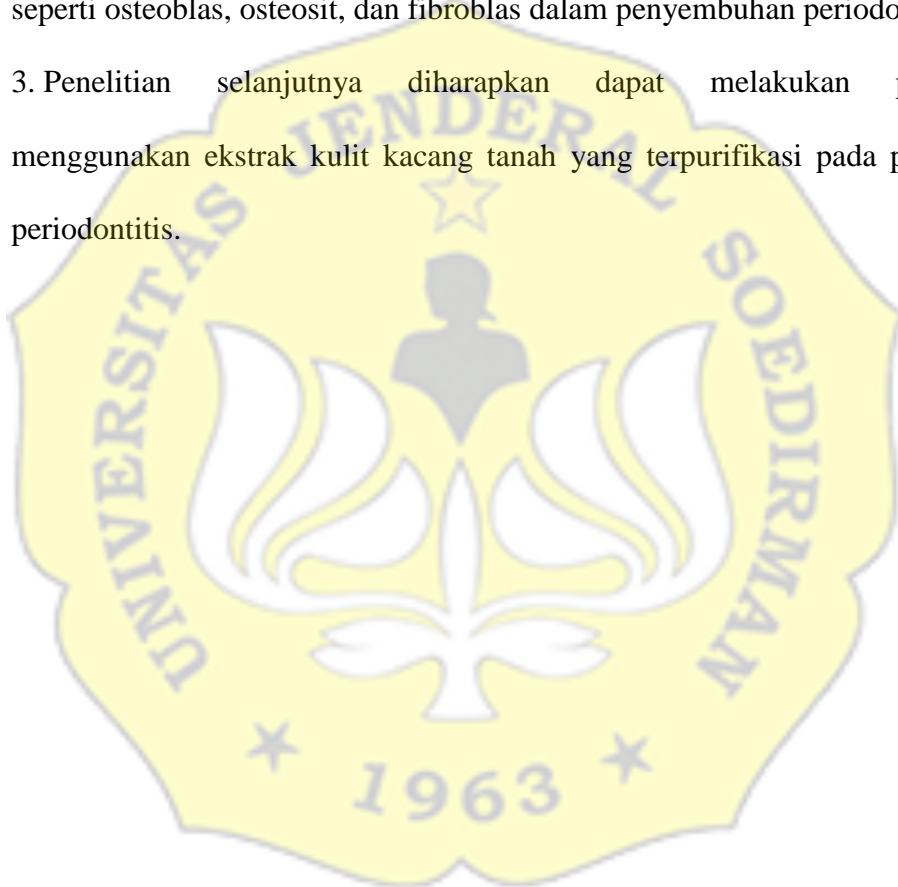 seperti osteoblas, osteosit, dan fibroblas dalam penyembuhan
3. Penelitian selanjutnya diharapkan dapat melakukan
menggunakan ekstrak kulit kacang tanah yang terpurifikasi pada
periodontitis.
UNIVERSITAS JENDERAL SOEDIRMAN
1963